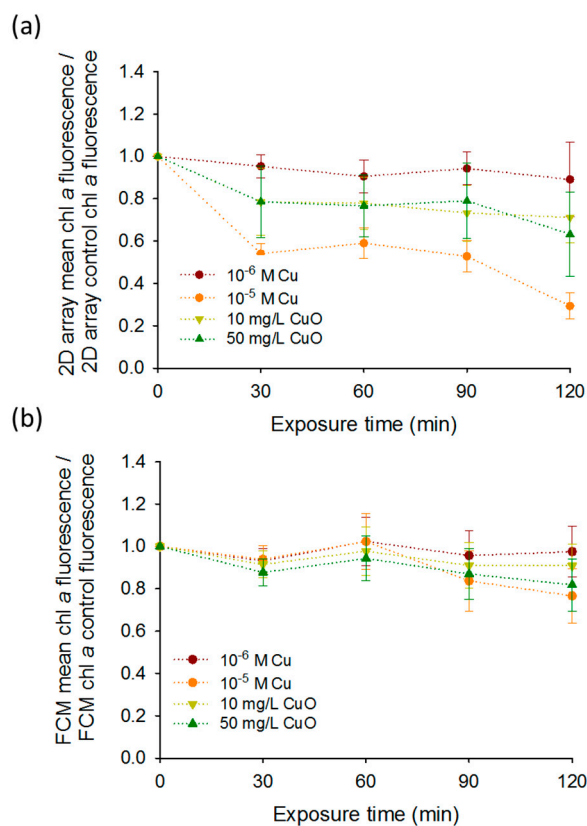 (a)
2D array mean chl a fluorescence /
2D array control chl a fluorescence
1.4
1.2
1.0
0.8
0.6
0.4
0.2
0.0
10⁻⁶ M Cu
10⁻⁵ M Cu
10 mg/L CuO
50 mg/L CuO
0 30 60 90 120
Exposure time (min)
(b)
FCM mean chl a fluorescence /
FCM chl a control fluorescence
1.4
1.2
1.0
0.8
0.6
0.4
0.2
0.0
10⁻⁶ M Cu
10⁻⁵ M Cu
10 mg/L CuO
50 mg/L CuO
0 30 60 90 120
Exposure time (min)